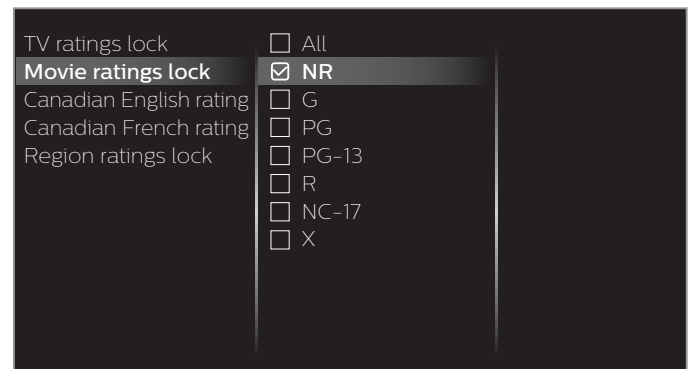 TV ratings lock
Movie ratings lock
Canadian English rating
Canadian French rating
Region ratings lock
All
NR
G
PG
PG-13
R
NC-17
X